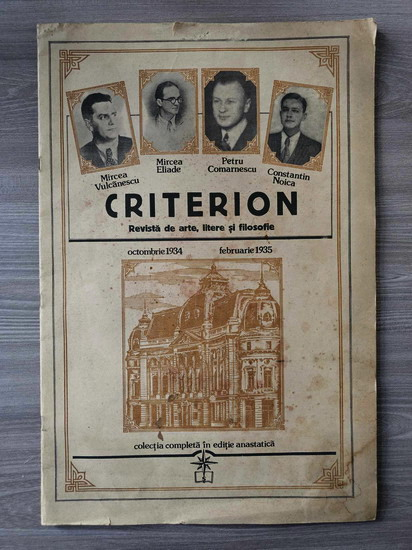 Mircea
Vulcănescu
Mircea
Eliade
Petru
Comarnescu
Constantin
Noica
CRITERION
Revistă de arte, litere și filosofie
octombrie 1934
februarie 1935
colecția completă în ediție anastatică